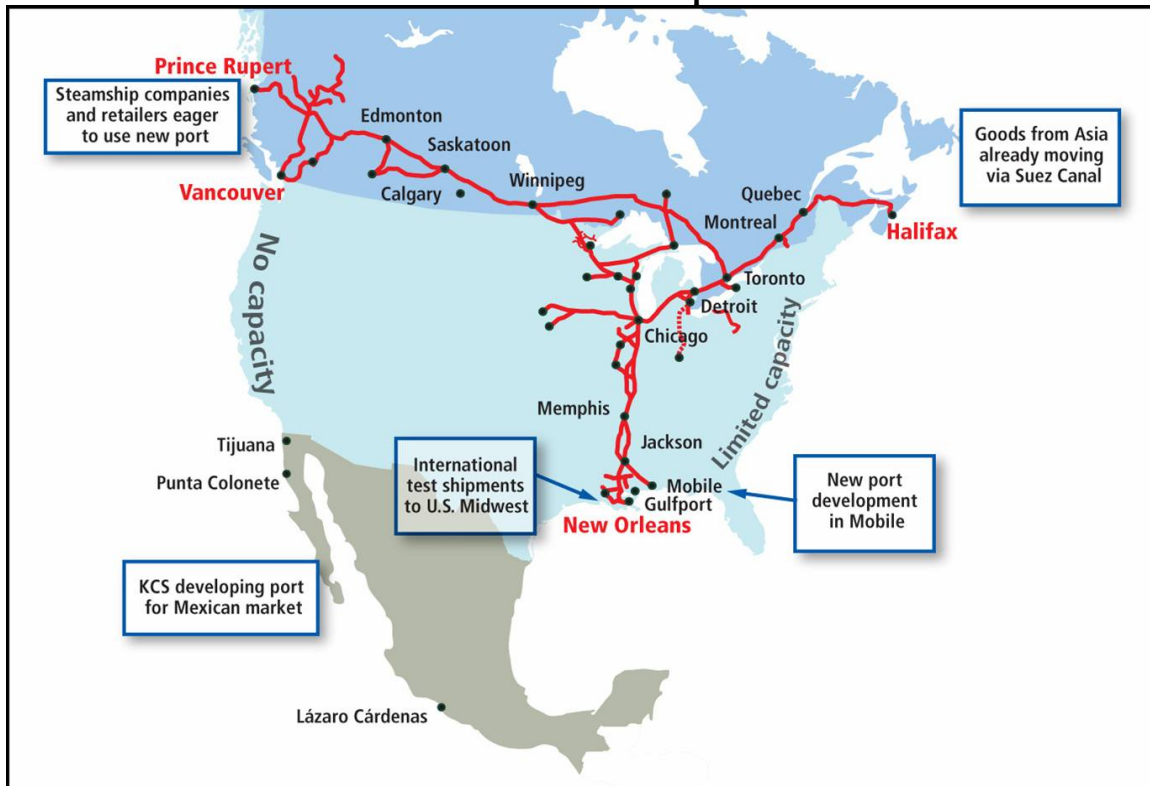 Prince Rupert
Steamship companies
and retailers eager
to use new port
Vancouver
Edmonton
Saskatoon
Calgary
Winnipeg
Quebec
Montreal
Halifax
Goods from Asia
already moving
via Suez Canal
Toronto
Detroit
Chicago
No capacity
Limited capacity
Memphis
Jackson
Tijuana
Punta Colonete
International
test shipments
to U.S. Midwest
Mobile
Gulfport
New Orleans
New port
development
in Mobile
KCS developing port
for Mexican market
Lázaro Cárdenas